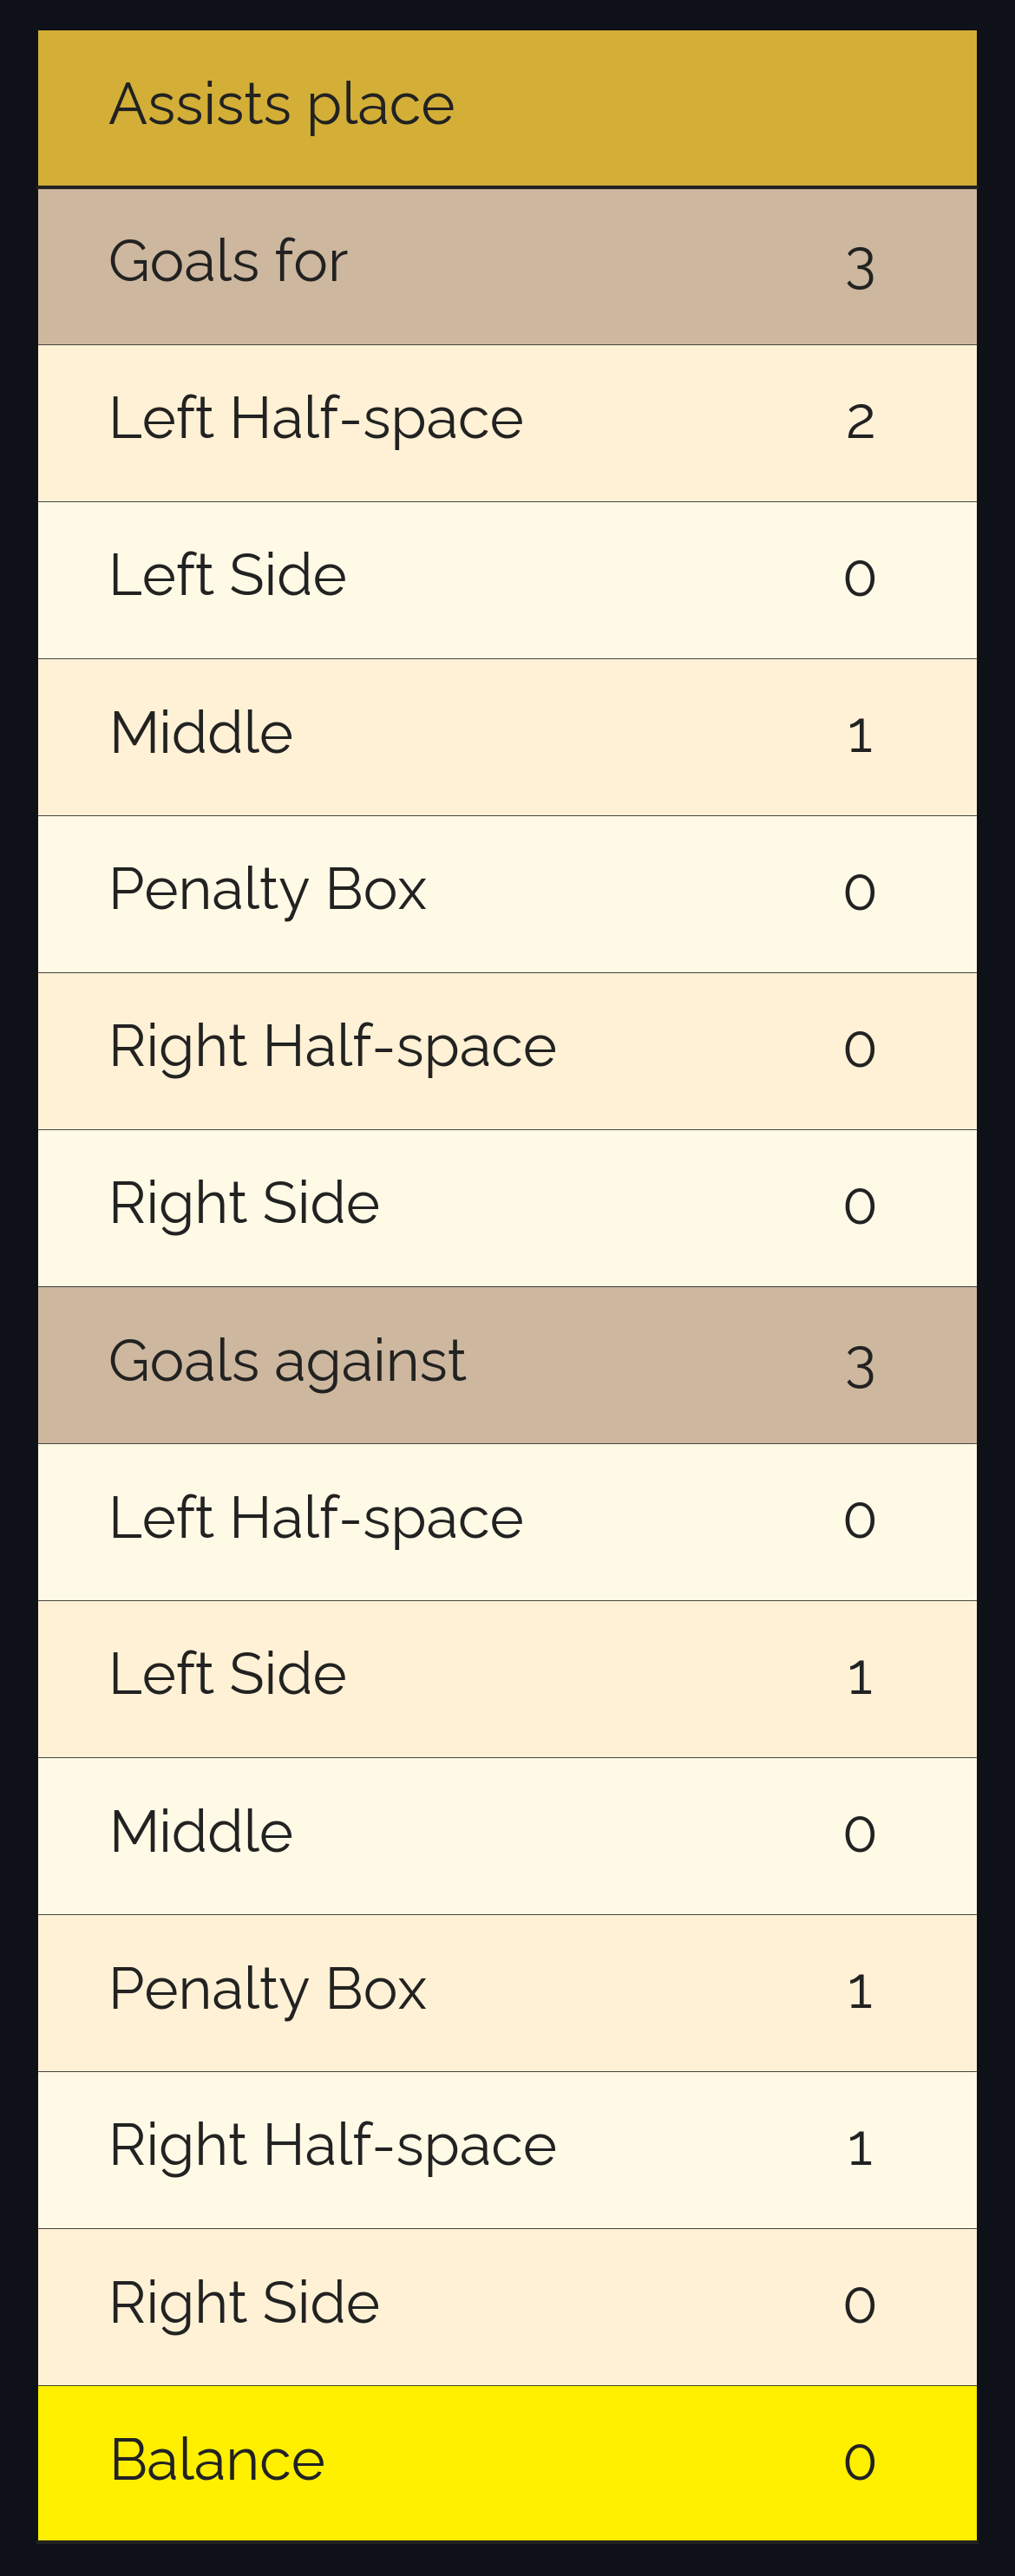 Assists place
Goals for 3
Left Half-space 2
Left Side 0
Middle 1
Penalty Box 0
Right Half-space 0
Right Side 0
Goals against 3
Left Half-space 0
Left Side 1
Middle 0
Penalty Box 1
Right Half-space 1
Right Side 0
Balance 0